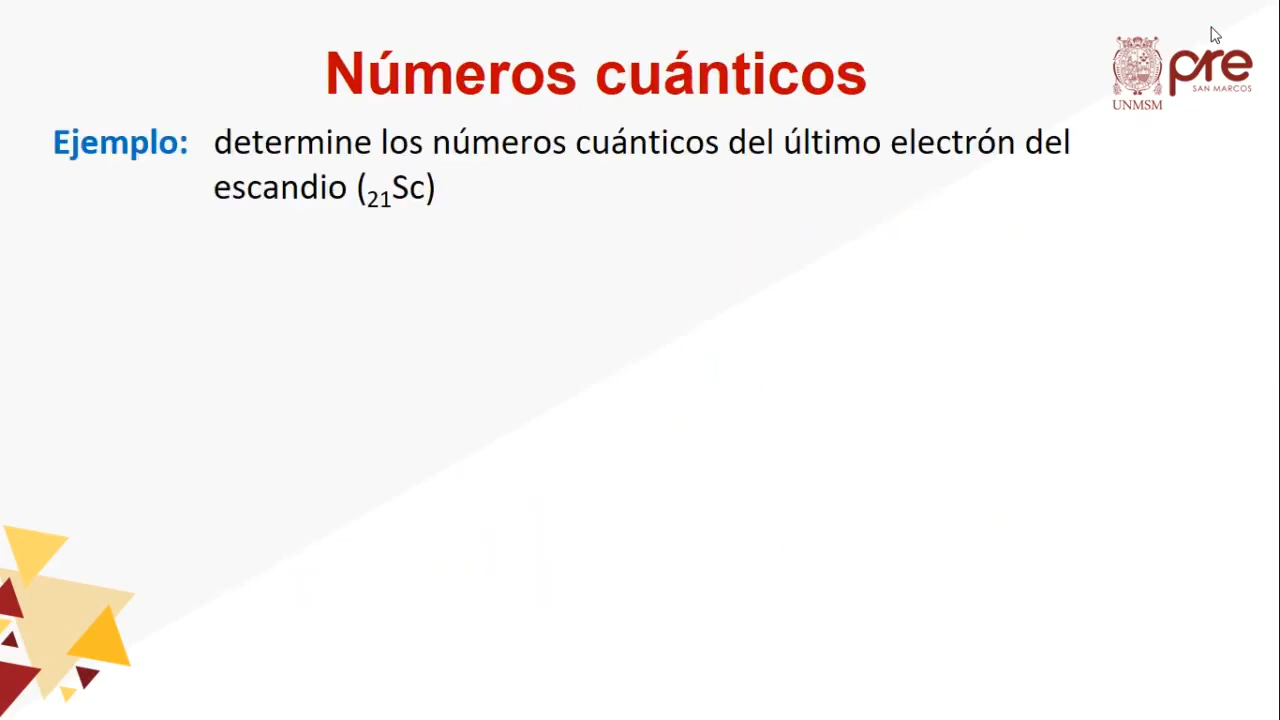 Números cuánticos
UNMSM
pre
SAN MARCOS
Ejemplo: determine los números cuánticos del último electrón del
escandio (₂₁Sc)